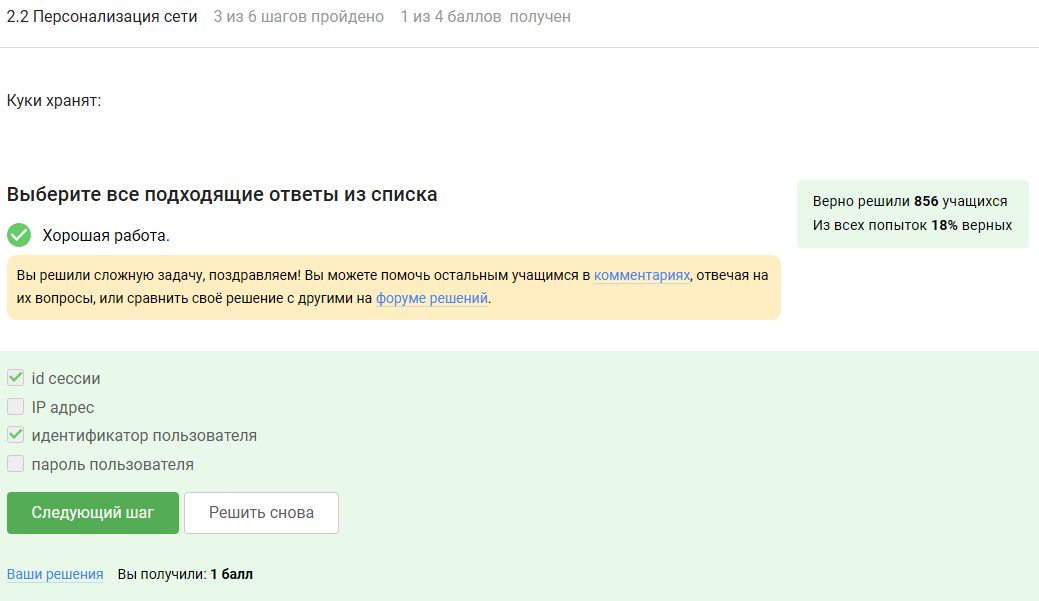 2.2 Персонализация сети 3 из 6 шагов пройдено 1 из 4 баллов получен
Куки хранят:
Выберите все подходящие ответы из списка
Хорошая работа.
Вы решили сложную задачу, поздравляем! Вы можете помочь остальным учащимся в комментариях, отвечая на
их вопросы, или сравнить своё решение с другими на форуме решений.
Верно решили 856 учащихся
Из всех попыток 18% верных
id сессии
IP адрес
идентификатор пользователя
пароль пользователя
Следующий шаг Решить снова
Ваши решения Вы получили: 1 балл